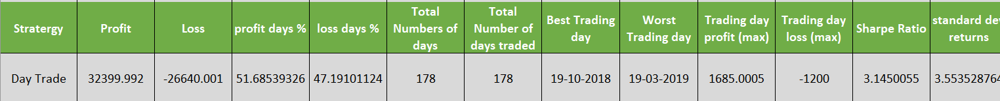 Stratergy Profit Loss profit days % loss days % Total Numbers of days Total Number of days traded Best Trading day Worst Trading day Trading day profit (max) Trading day loss (max) Sharpe Ratio standard dev returns
Day Trade 32399.992 -26640.001 51.68539326 47.19101124 178 178 19-10-2018 19-03-2019 1685.0005 -1200 3.1450055 3.553528764